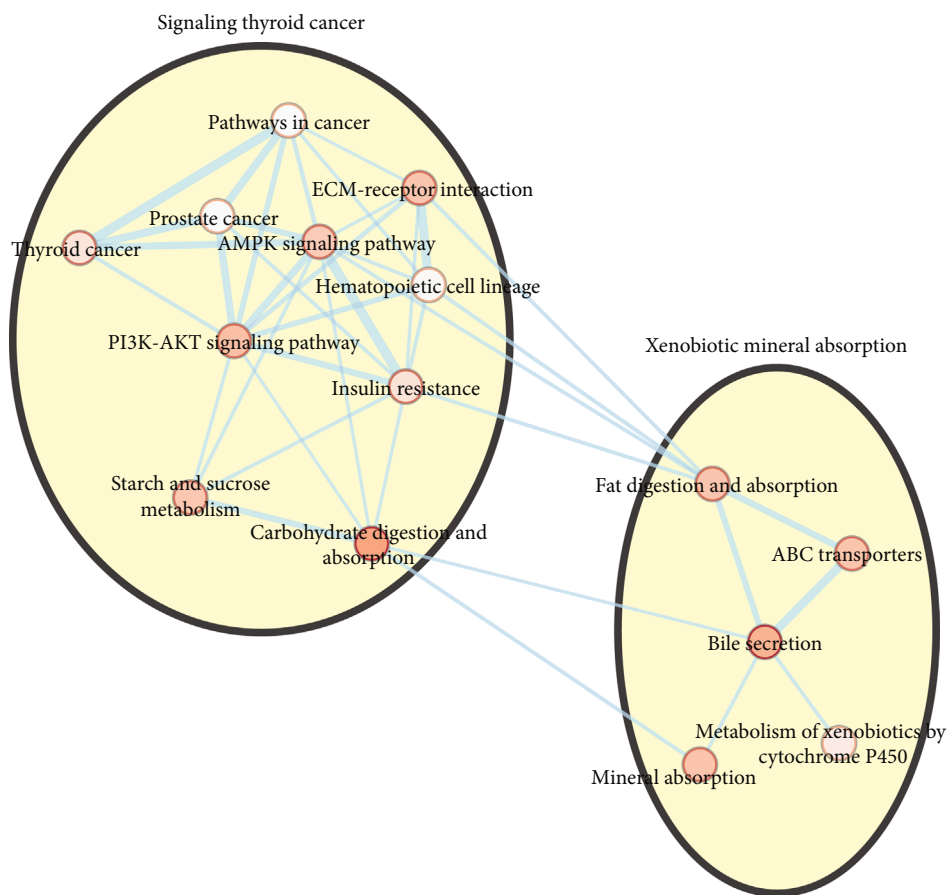 Signaling thyroid cancer
Pathways in cancer
ECM-receptor interaction
Prostate cancer
Thyroid cancer
AMPK signaling pathway
Hematopoietic cell lineage
PI3K-AKT signaling pathway
Insulin resistance
Starch and sucrose
metabolism
Carbohydrate digestion and
absorption
Xenobiotic mineral absorption
Fat digestion and absorption
ABC transporters
Bile secretion
Metabolism of xenobiotics by
cytochrome P450
Mineral absorption